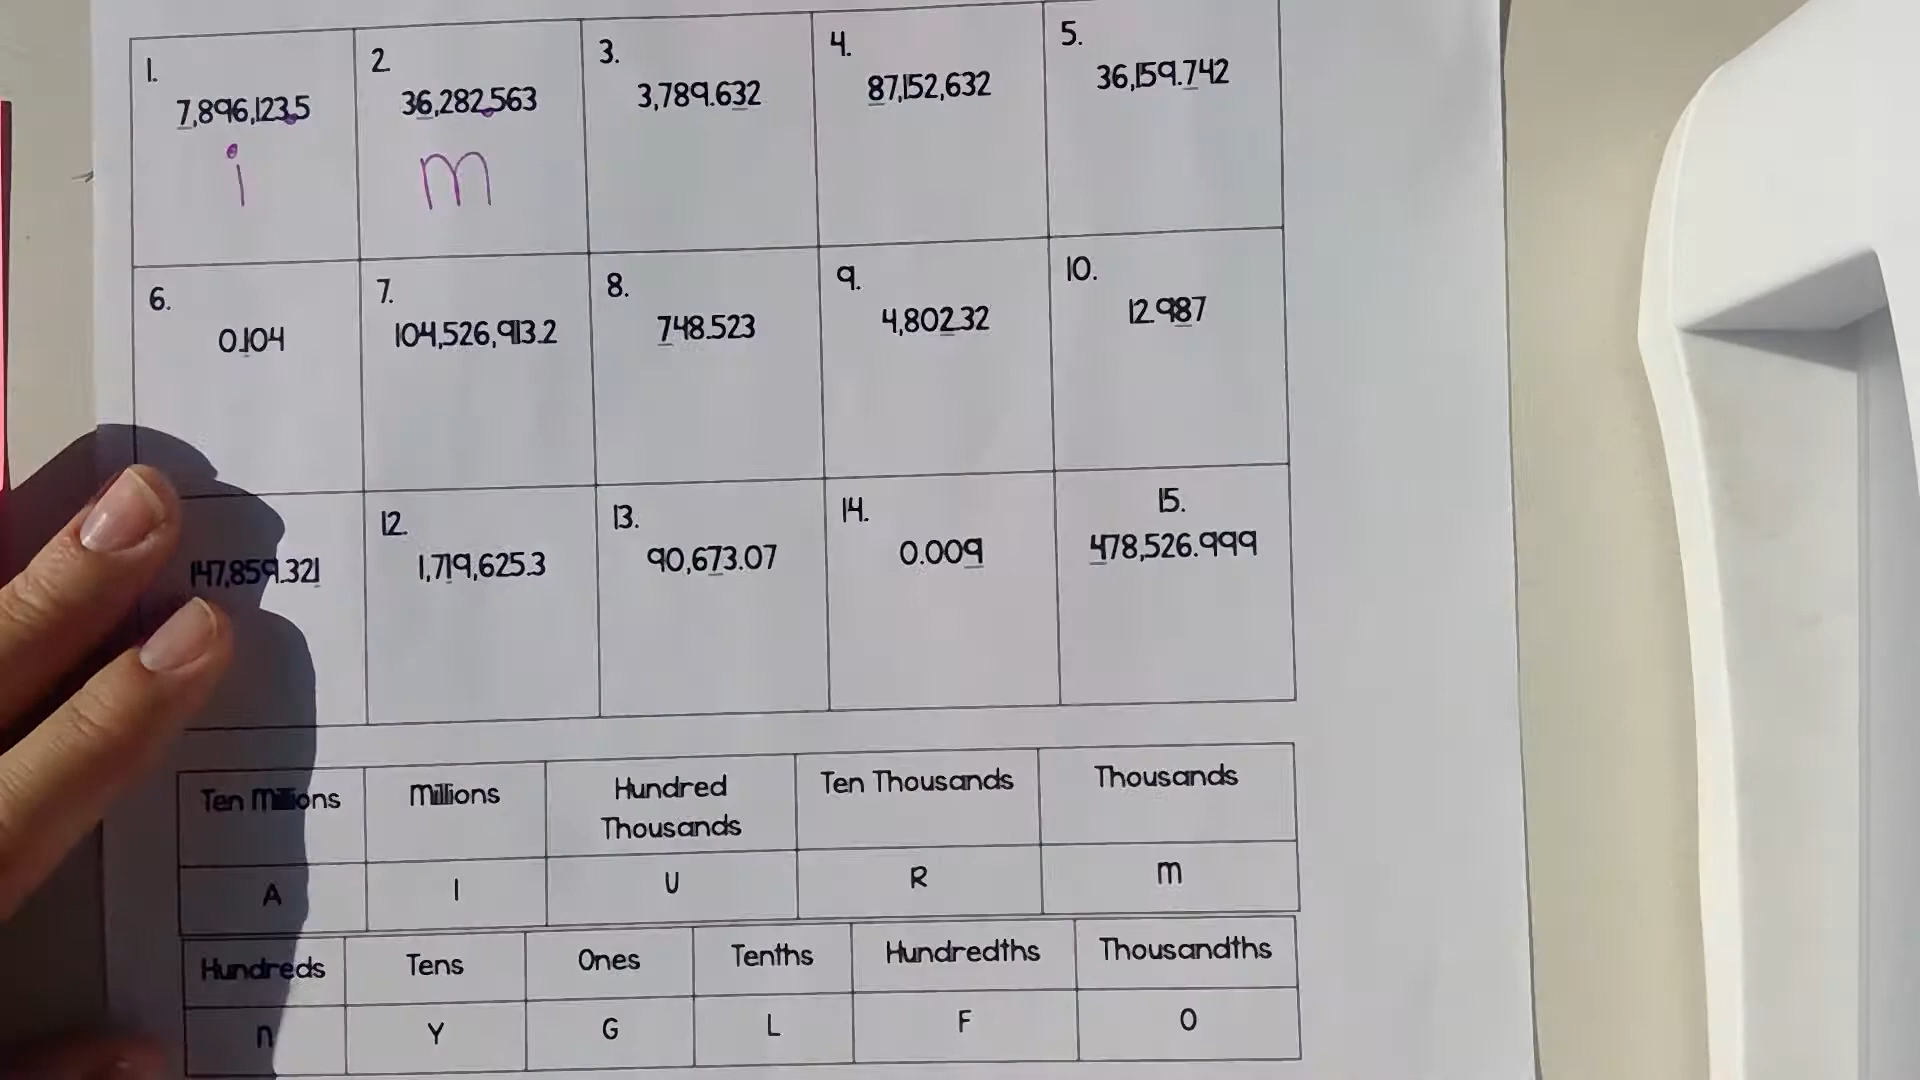 1.
7,896,123.5
i
2
36,282.563
m
3.
3,789.632
4.
87,152,632
5.
36,159.742
6.
0.104
7.
104,526,913.2
8.
748.523
9.
4,802.32
10.
12.987
147,859.321
12.
1,719,625.3
13.
90,673.07
14.
0.009
15.
478,526.999
Ten Millions
Millions
Hundred
Thousands
Ten Thousands
Thousands
A
I
U
R
m
Hundreds
Tens
Ones
Tenths
Hundredths
Thousandths
n
Y
G
L
F
O